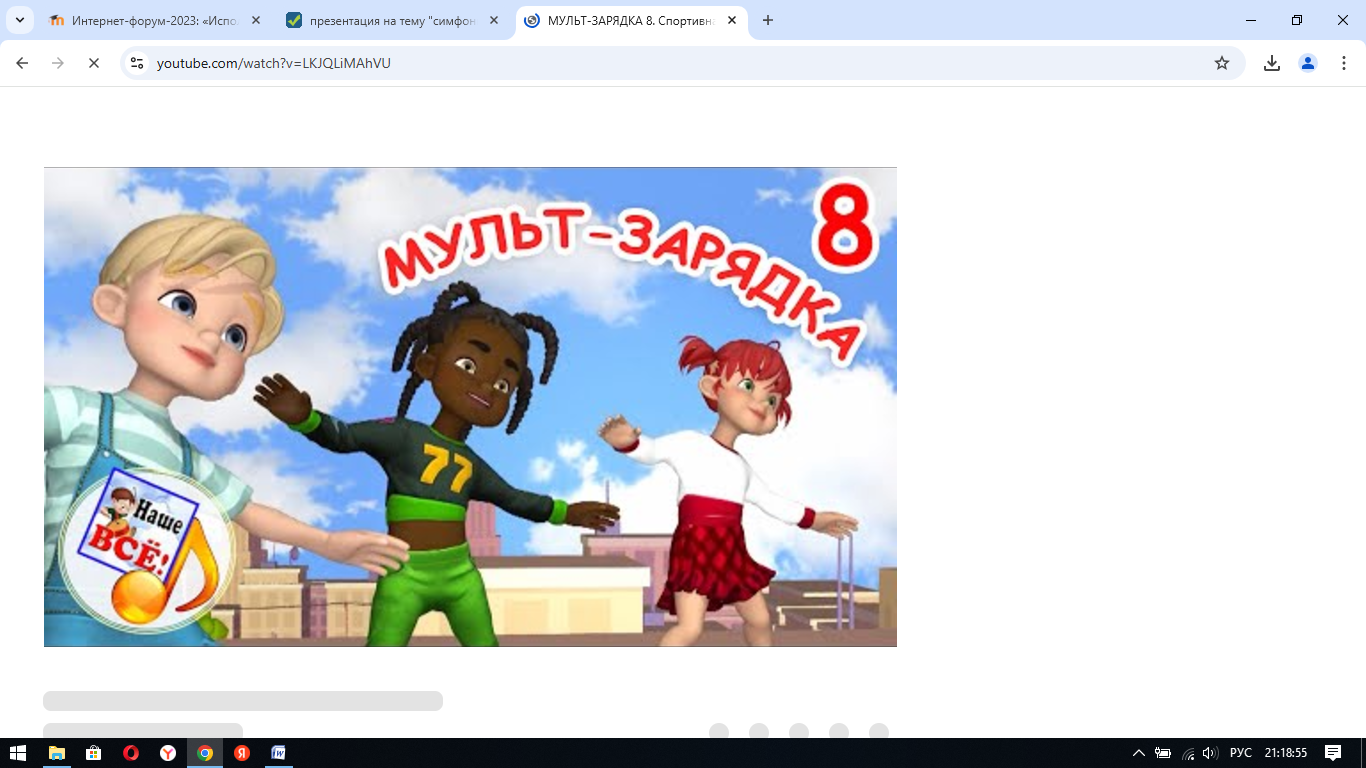 Интернет-форум-2023: «Испо
презентация на тему "симфон
МУЛЬТ-ЗАРЯДКА 8. Спортивна
youtube.com/watch?v=LKJQLiMAhVU
МУЛЬТ-ЗАРЯДКА
8
77
Наше
ВСЁ!
РУС
21:18:55